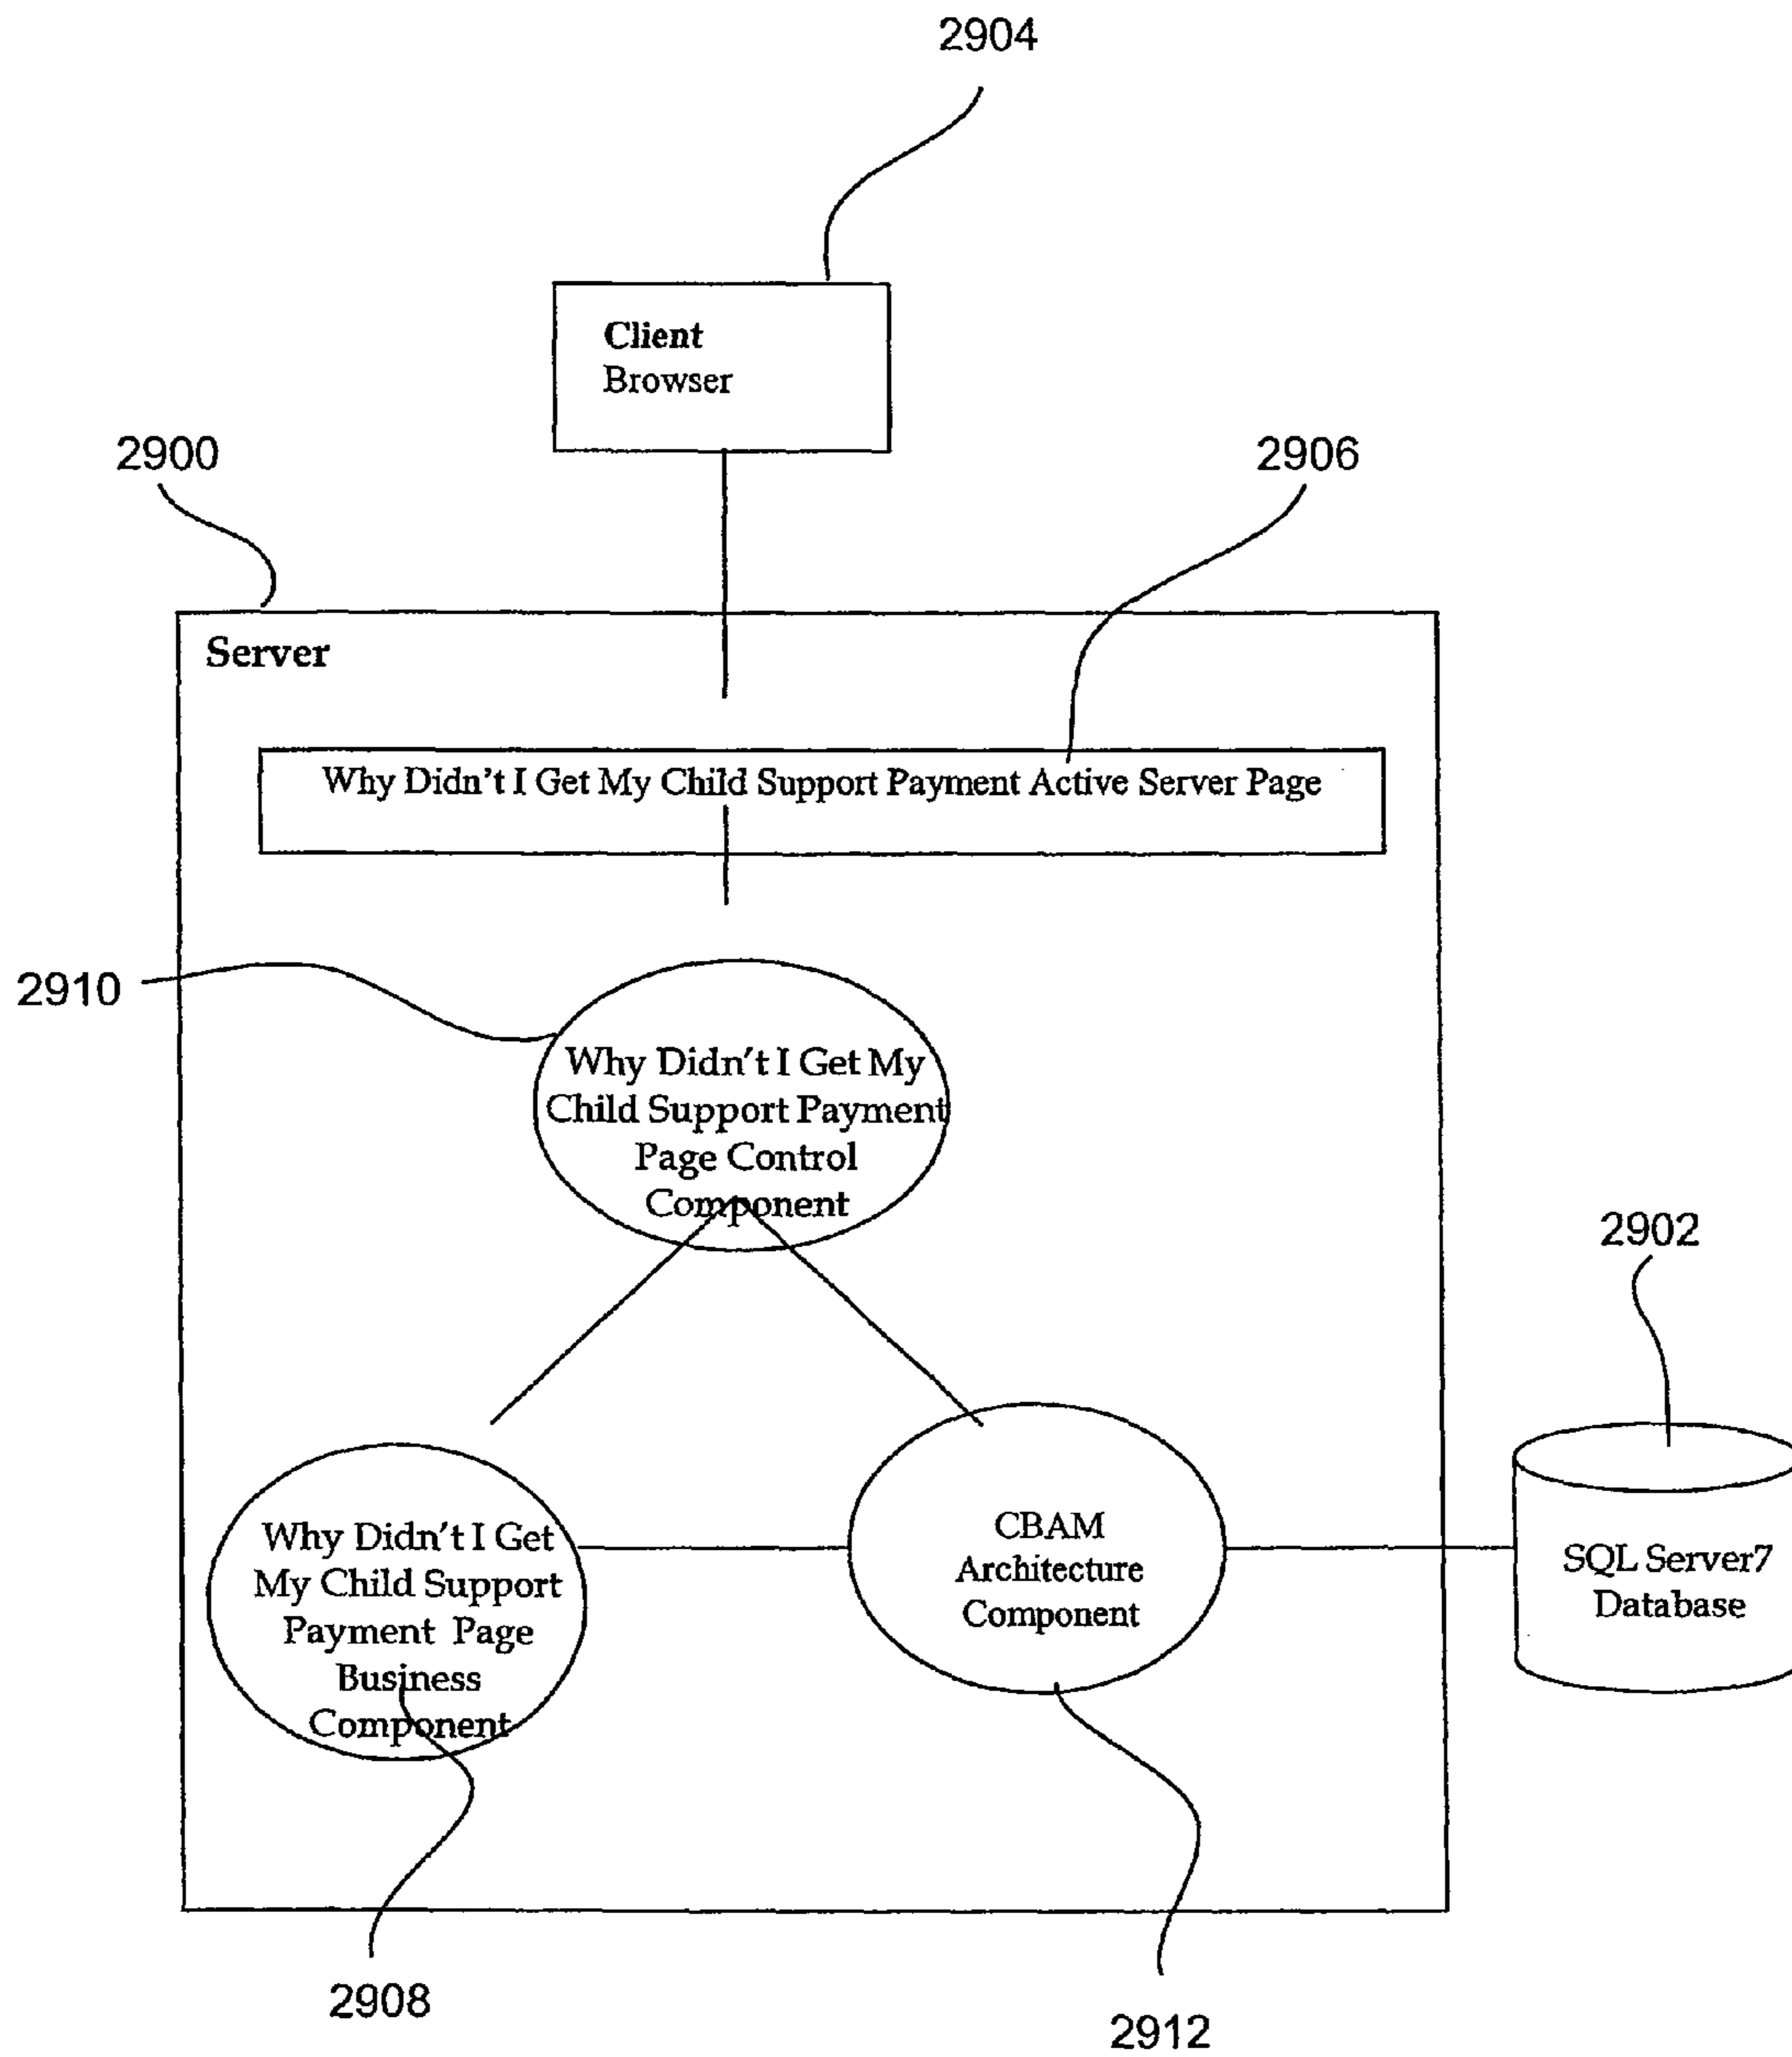 2904
Client
Browser
2900
2906
Server
Why Didn't I Get My Child Support Payment Active Server Page
2910
Why Didn't I Get My
Child Support Payment
Page Control
Component
2902
Why Didn't I Get
My Child Support
Payment Page
Business
Component
CBAM
Architecture
Component
SQL Server7
Database
2908
2912